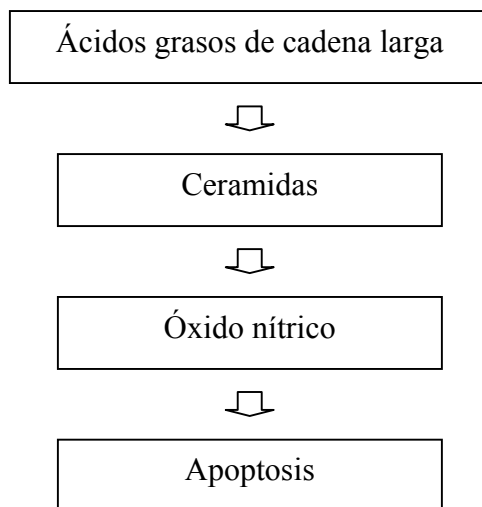 Ácidos grasos de cadena larga
Ceramidas
Óxido nítrico
Apoptosis